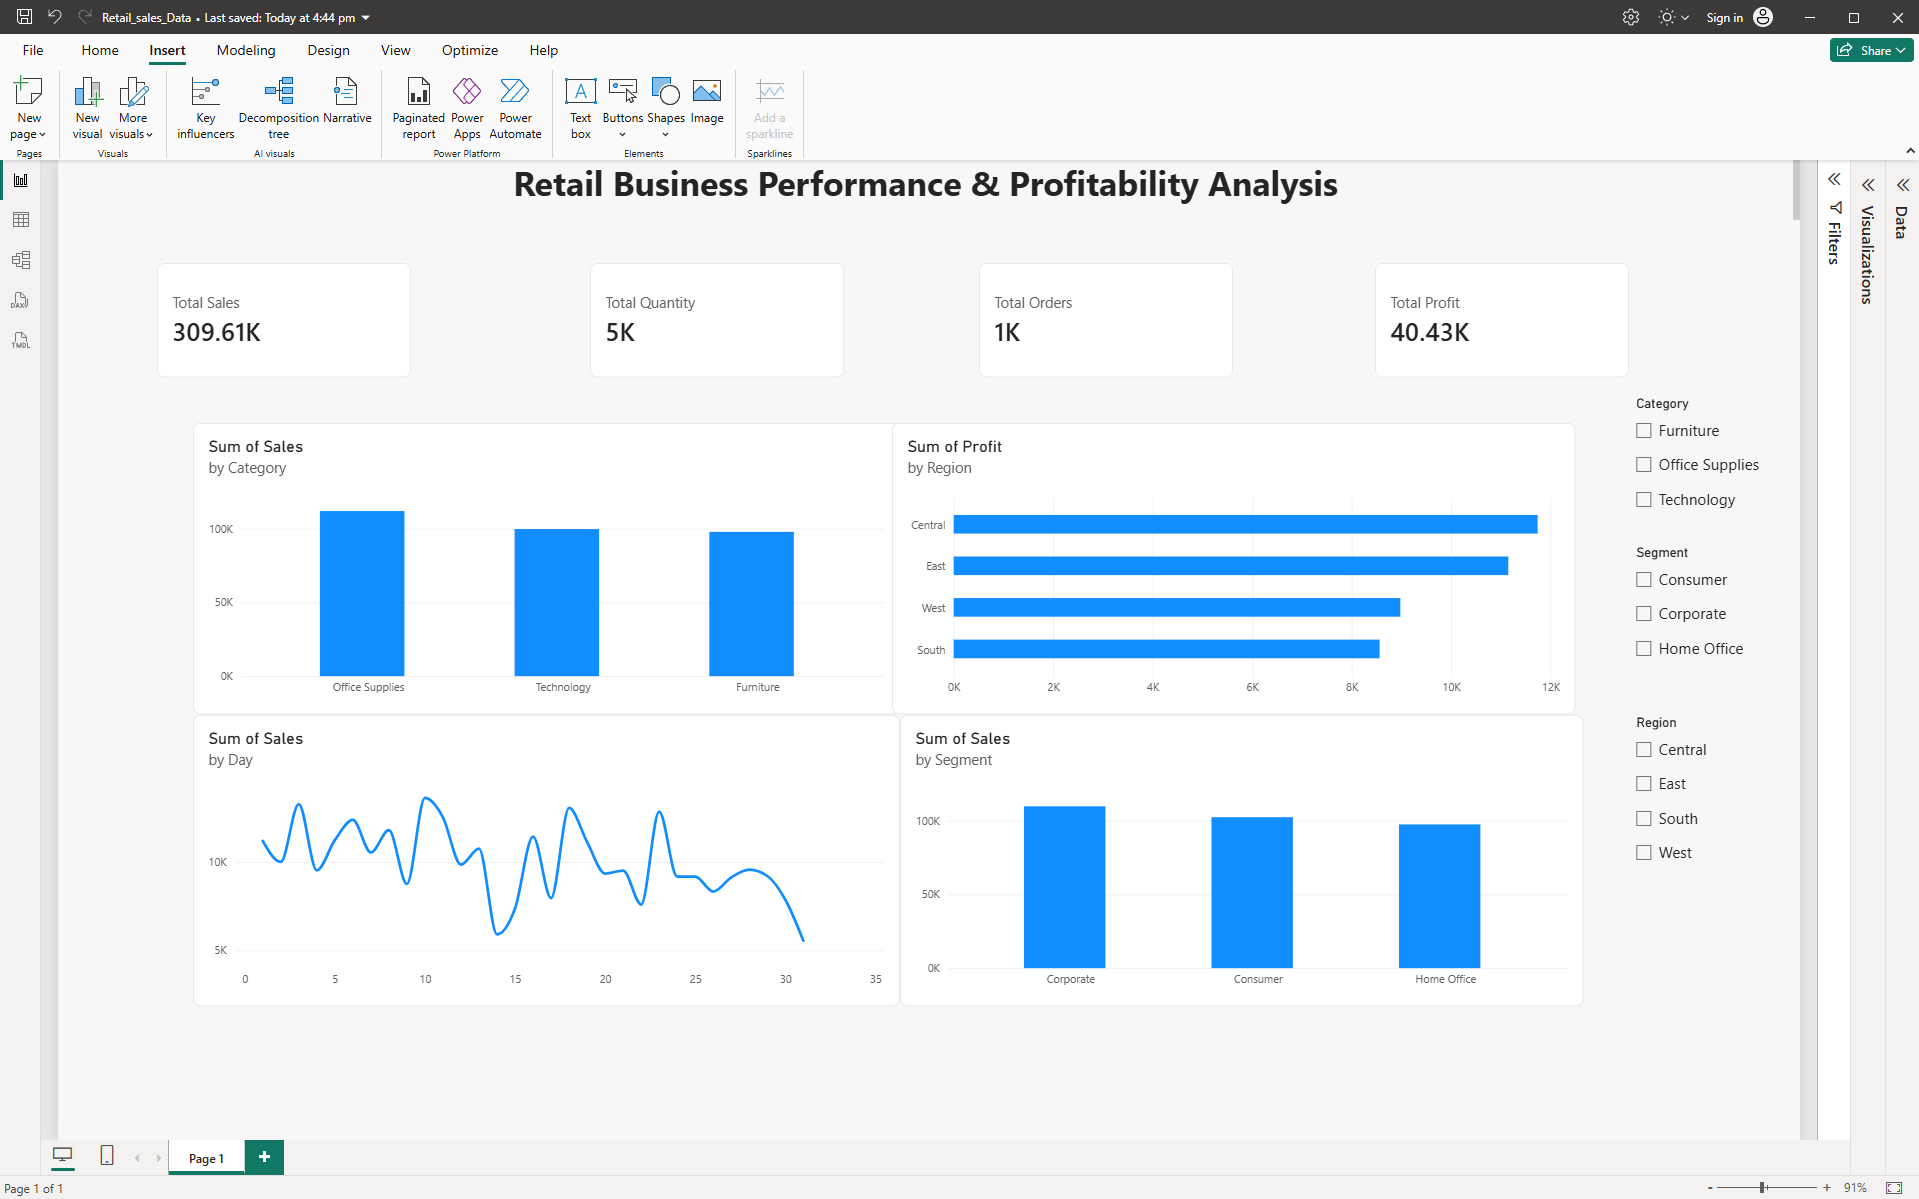 Retail_sales_Data • Last saved: Today at 4:44 pm
Sign in
File Home Insert Modeling Design View Optimize Help
Share
New page
New visual
More visuals
Key influencers
Decomposition tree
Narrative
Paginated report
Power Apps
Power Automate
Text box
Buttons
Shapes
Image
Add a sparkline
Pages
Visuals
AI visuals
Power Platform
Elements
Sparklines
DAX
TMDL
Retail Business Performance & Profitability Analysis
Filters
Visualizations
Data
Total Sales
309.61K
Total Quantity
5K
Total Orders
1K
Total Profit
40.43K
Sum of Sales
by Category
100K
50K
0K
Office Supplies Technology Furniture
Sum of Profit
by Region
Central
East
West
South
0K 2K 4K 6K 8K 10K 12K
Category
Furniture
Office Supplies
Technology
Segment
Consumer
Corporate
Home Office
Region
Central
East
South
West
Sum of Sales
by Day
10K
5K
0 5 10 15 20 25 30 35
Sum of Sales
by Segment
100K
50K
0K
Corporate Consumer Home Office
Page 1
+
Page 1 of 1
- + 91%